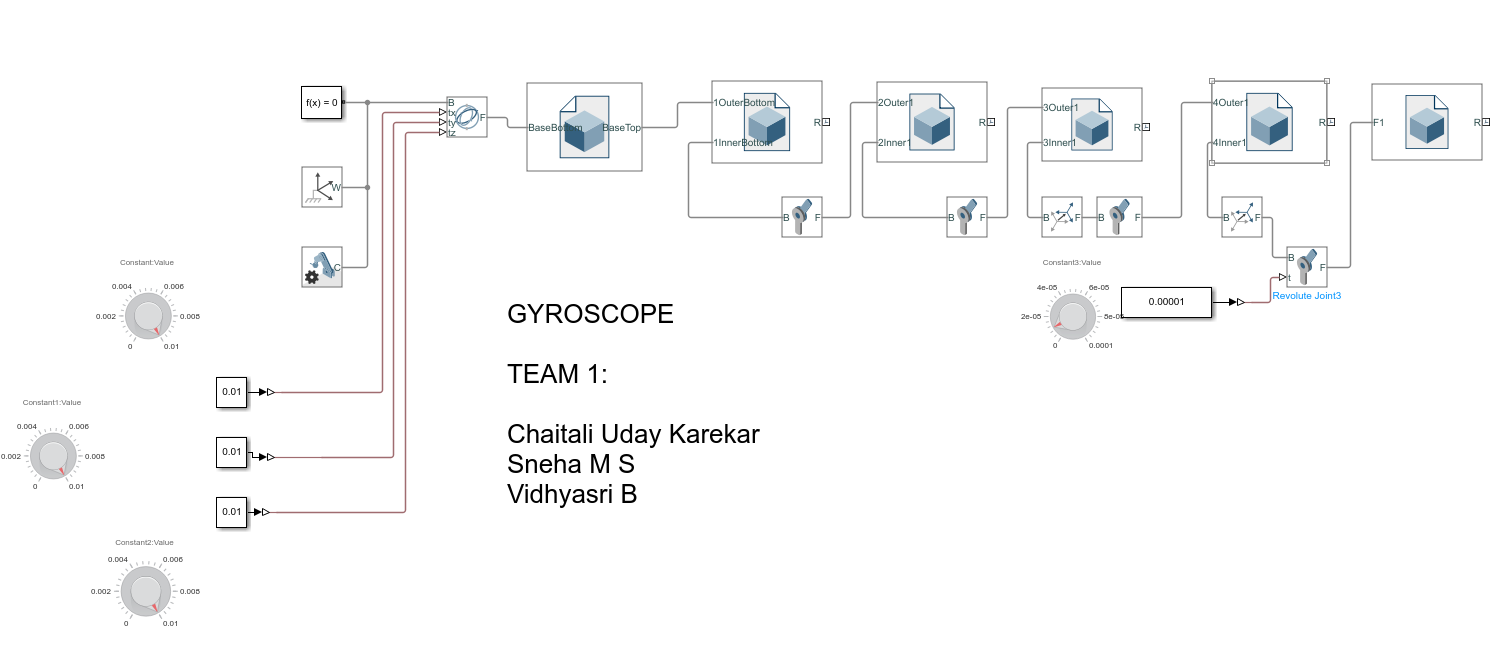 f(x) = 0
B
tx
ty
tz
F
W
C
BaseBottom
BaseTop
1OuterBottom
1InnerBottom
R
B
F
2Outer1
2Inner1
R
B
F
3Outer1
3Inner1
R
B
F
B
F
4Outer1
4Inner1
R
B
F
B
t
F
Revolute Joint3
F1
R
Constant:Value
0.004
0.006
0.002
0.008
0
0.01
Constant3:Value
4e-05
6e-05
2e-05
8e-05
0
0.0001
0.00001
GYROSCOPE
TEAM 1:
Chaitali Uday Karekar
Sneha M S
Vidhyasri B
0.01
0.01
0.01
Constant1:Value
0.004
0.006
0.002
0.008
0
0.01
Constant2:Value
0.004
0.006
0.002
0.008
0
0.01